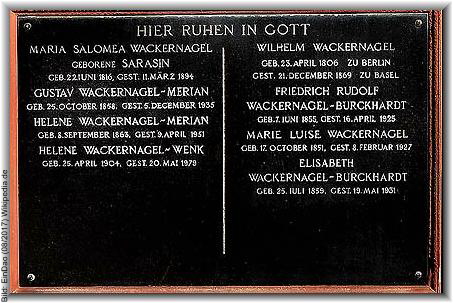 HIER RUHEN IN GOTT
MARIA SALOMEA WACKERNAGEL
GEBORENE SARASIN
GEB. 22. IUNI 1816, GEST. 11. MÄRZ 1894
GUSTAV WACKERNAGEL-MERIAN
GEB. 25. OCTOBER 1858, GEST. 5. DECEMBER 1935
HELENE WACKERNAGEL-MERIAN
GEB. 8. SEPTEMBER 1868, GEST. 9. APRIL 1951
HELENE WACKERNAGEL-WENK
GEB. 25. APRIL 1904, GEST. 20. MAI 1979
WILHELM WACKERNAGEL
GEB. 23. APRIL 1806 ZU BERLIN
GEST. 21. DECEMBER 1869 ZU BASEL
FRIEDRICH RUDOLF
WACKERNAGEL-BURCKHARDT
GEB. 7. IUNI 1855, GEST. 16. APRIL 1925
MARIE LUISE WACKERNAGEL
GEB. 17. OCTOBER 1851, GEST. 8. FEBRUAR 1927
ELISABETH
WACKERNAGEL-BURCKHARDT
GEB. 25. IULI 1859, GEST. 19. MAI 1931
Bild: EinDao (08/2017) Wikipedia.de